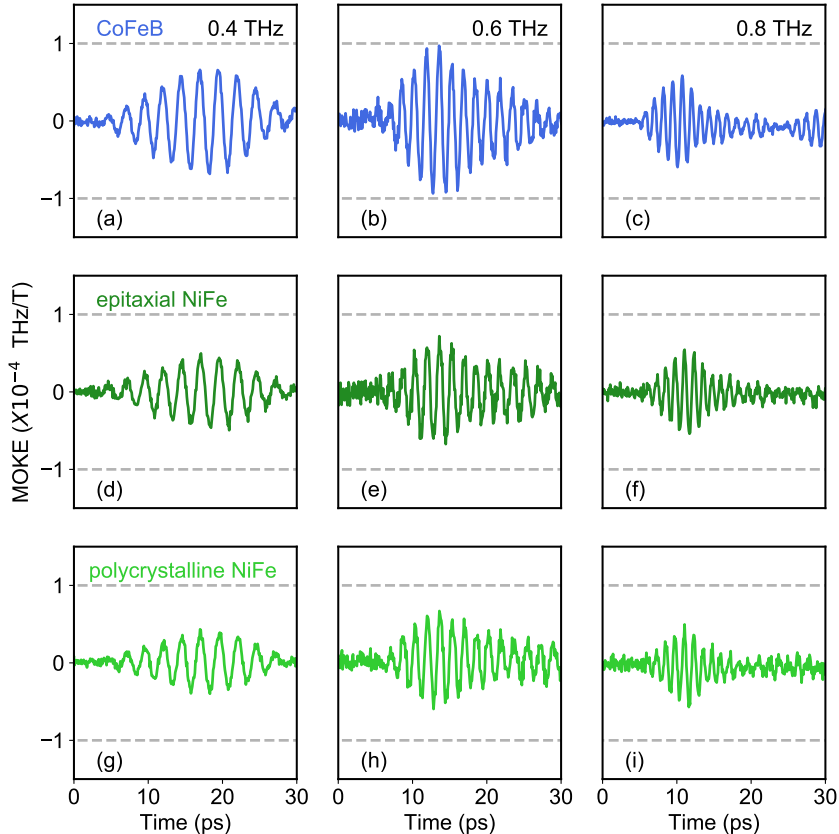 CoFeB 0.4 THz
0.6 THz
0.8 THz
1
0
−1
(a)
(b)
(c)
epitaxial NiFe
1
0
−1
(d)
(e)
(f)
MOKE (X10⁻⁴ THz/T)
polycrystalline NiFe
1
0
−1
(g)
(h)
(i)
0 10 20 30
0 10 20 30
0 10 20 30
Time (ps)
Time (ps)
Time (ps)